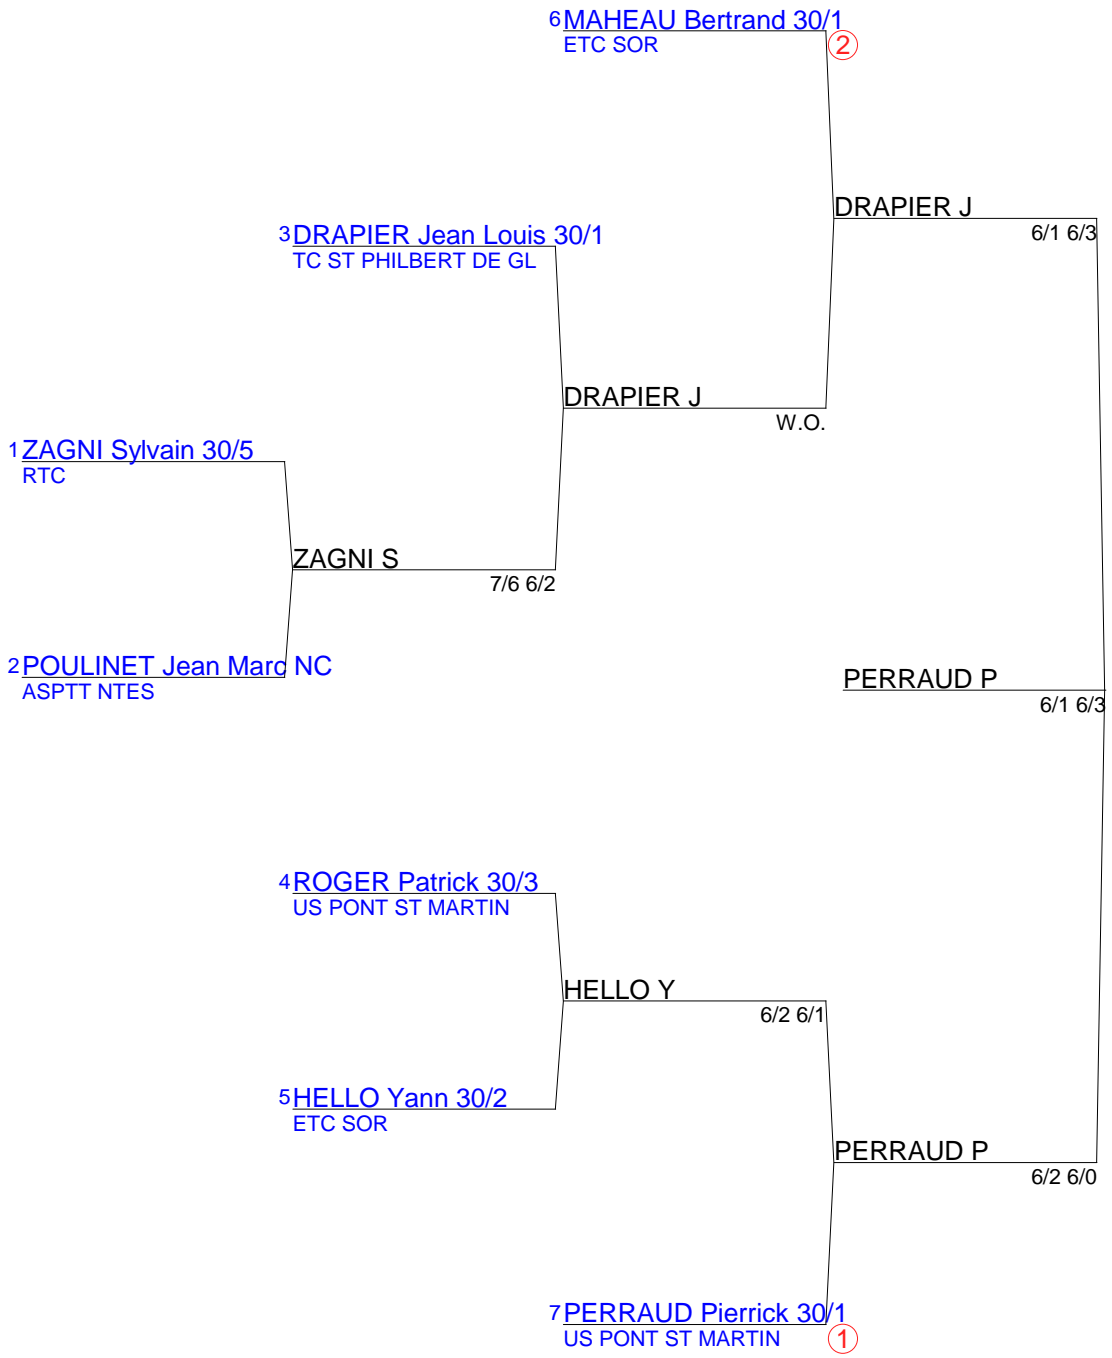 6 MAHEAU Bertrand 30/1
ETC SOR
2
DRAPIER J
6/1 6/3
3 DRAPIER Jean Louis 30/1
TC ST PHILBERT DE GL
DRAPIER J
W.O.
1 ZAGNI Sylvain 30/5
RTC
ZAGNI S
7/6 6/2
2 POULINET Jean Marc NC
ASPTT NTES
PERRAUD P
6/1 6/3
4 ROGER Patrick 30/3
US PONT ST MARTIN
HELLO Y
6/2 6/1
5 HELLO Yann 30/2
ETC SOR
PERRAUD P
6/2 6/0
7 PERRAUD Pierrick 30/1
US PONT ST MARTIN
1